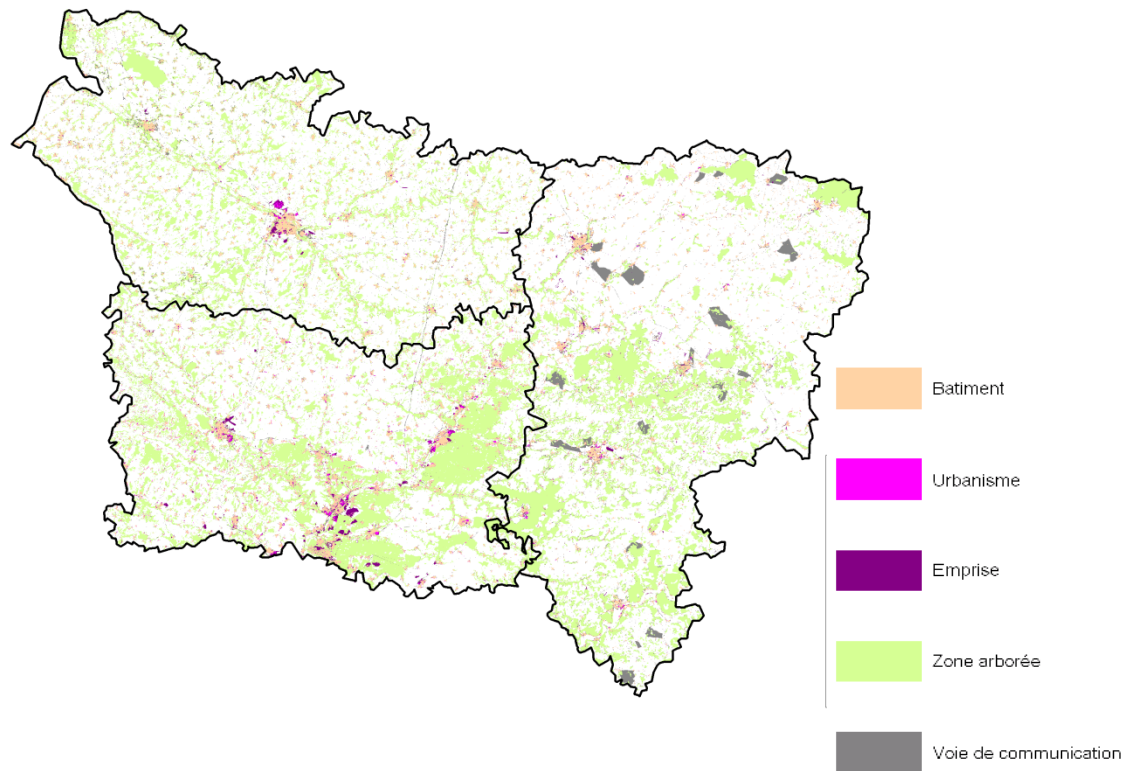 Batiment
Urbanisme
Emprise
Zone arborée
Voie de communication